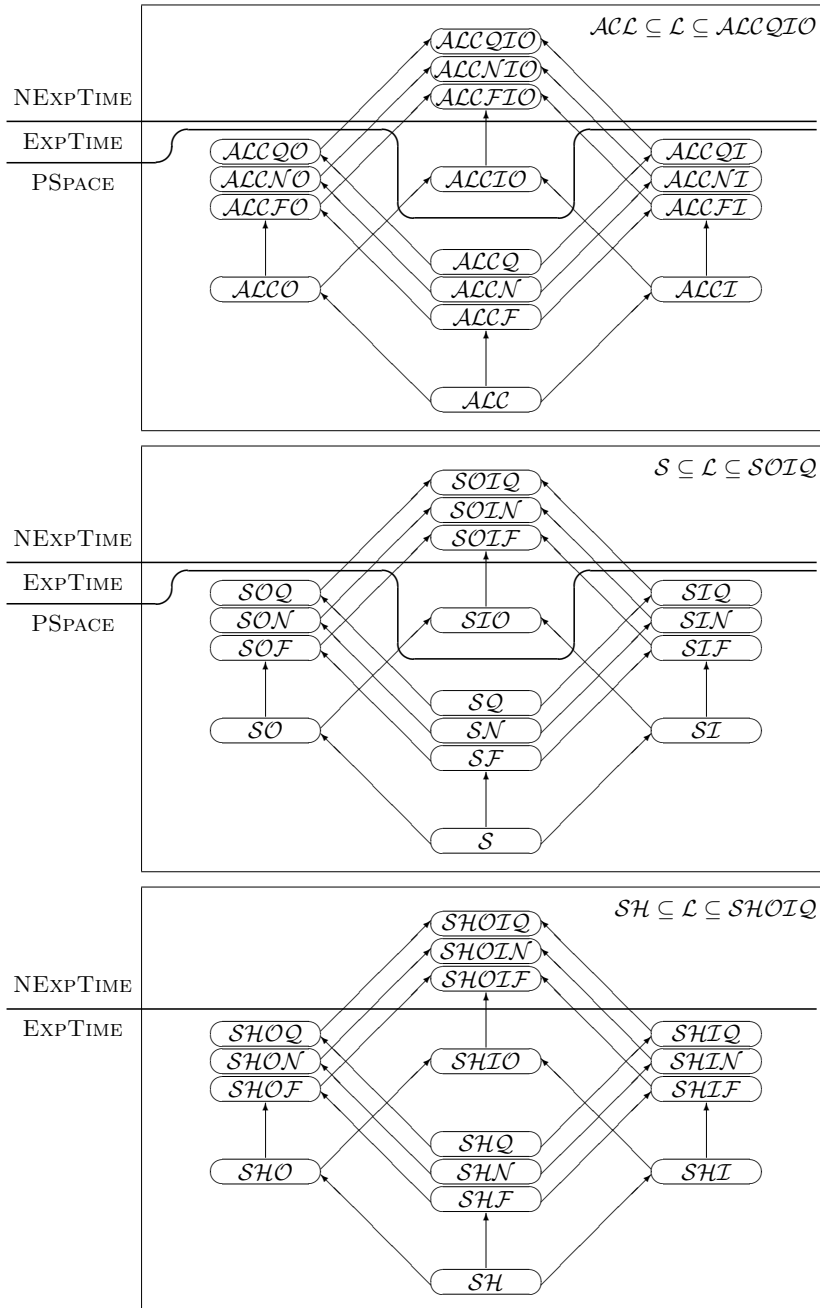 ACL ⊆ L ⊆ ALCQIO
ALCQIO
ALCNIO
ALCFIO
NEXPTIME
EXPTIME
PSPACE
ALCQO
ALCNO
ALCFO
ALCIO
ALCQI
ALCNI
ALCFI
ALCQ
ALCN
ALCF
ALCO
ALCI
ALC
S ⊆ L ⊆ SOIQ
SOIQ
SOIN
SOIF
NEXPTIME
EXPTIME
PSPACE
SOQ
SON
SOF
SIO
SIQ
SIN
SIF
SQ
SN
SF
SO
SI
S
SH ⊆ L ⊆ SHOIQ
SHOIQ
SHOIN
SHOIF
NEXPTIME
EXPTIME
SHOQ
SHON
SHOF
SHIO
SHIQ
SHIN
SHIF
SHQ
SHN
SHF
SHO
SHI
SH